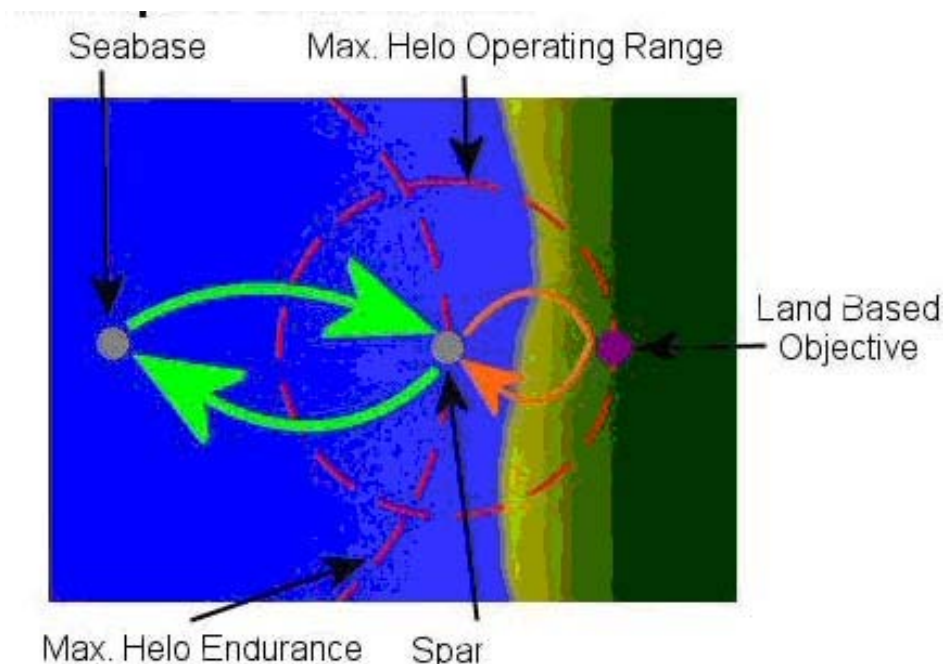 Seabase
Max. Helo Operating Range
Land Based
Objective
Max. Helo Endurance
Spar